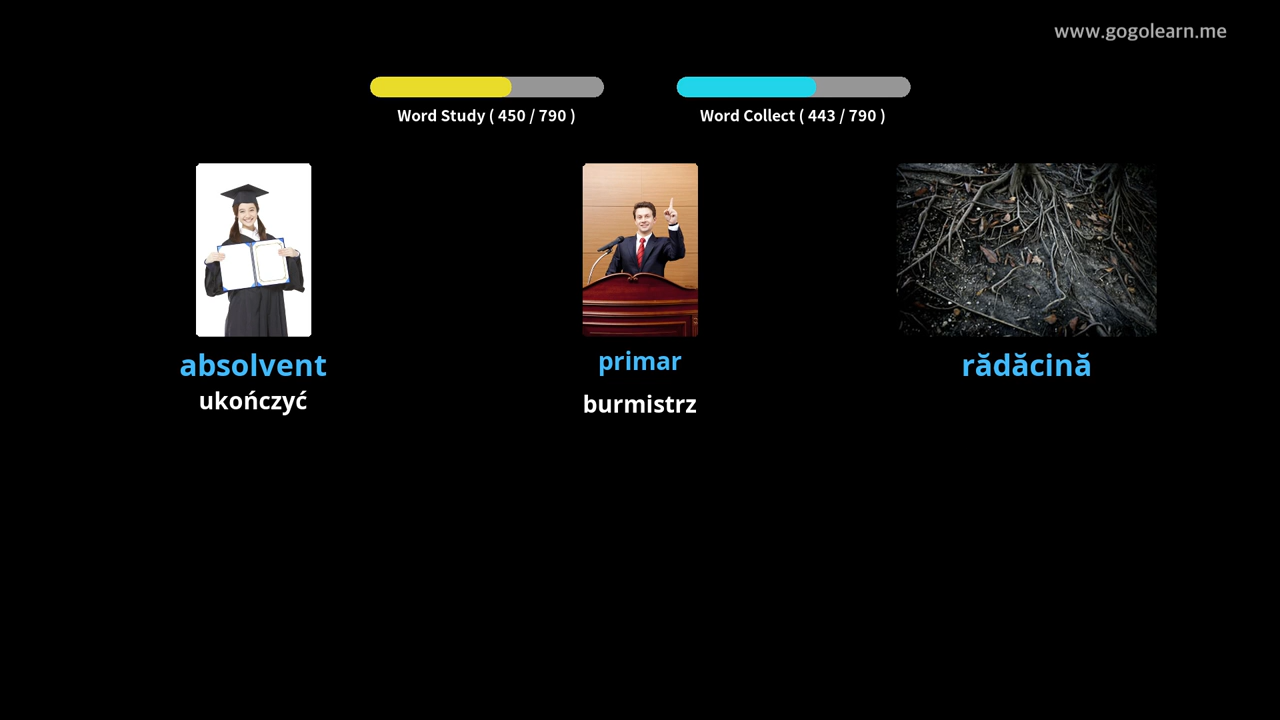 www.gogolearn.me
Word Study ( 450 / 790 )
Word Collect ( 443 / 790 )
absolvent
ukończyć
primar
burmistrz
rădăcină